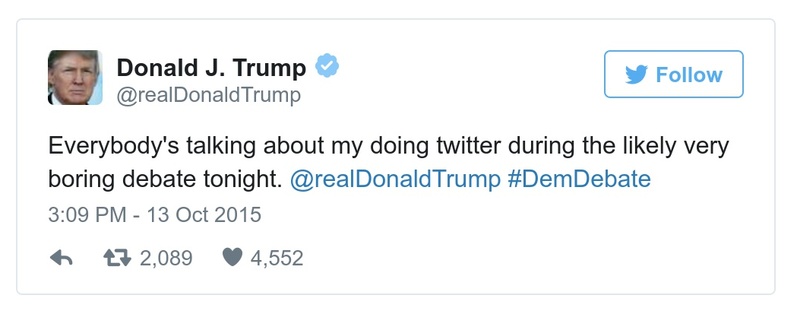 Donald J. Trump
@realDonaldTrump
Follow
Everybody's talking about my doing twitter during the likely very
boring debate tonight. @realDonaldTrump #DemDebate
3:09 PM - 13 Oct 2015
2,089 4,552